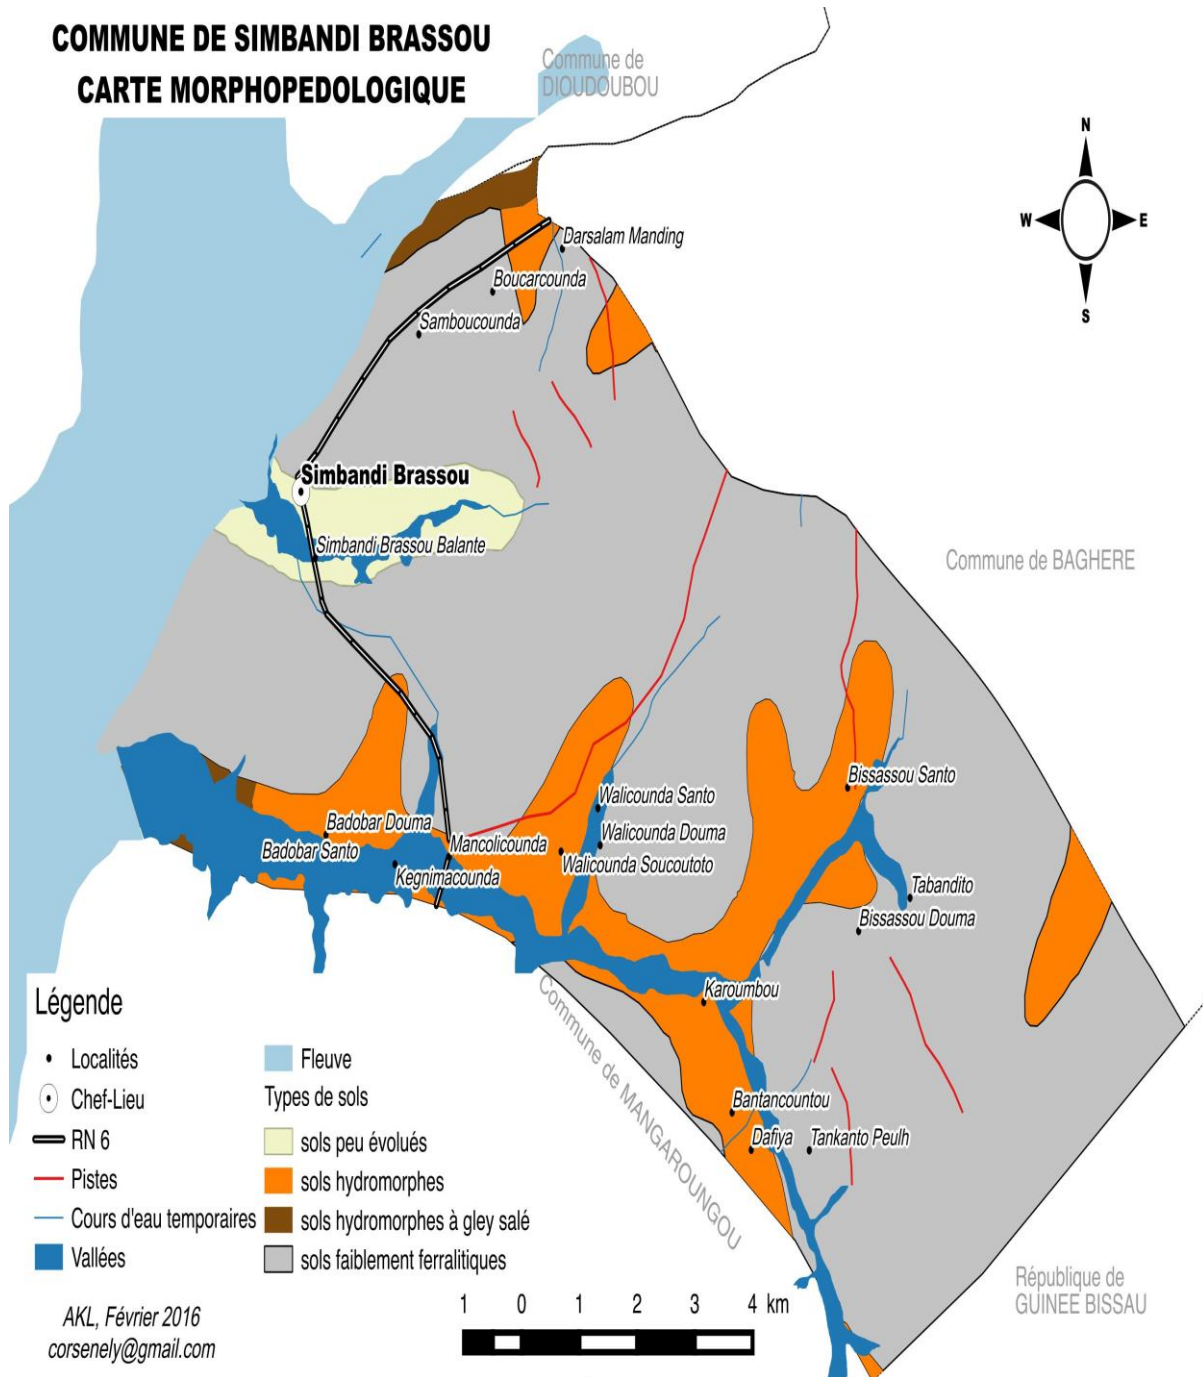 COMMUNE DE SIMBANDI BRASSOU
CARTE MORPHOPEDOLOGIQUE
Commune de
DIOUDOUBOU
N
W
E
S
Darsalam Manding
Boucarcounda
Samboucounda
Simbandi Brassou
Simbandi Brassou Balante
Commune de BAGHERE
Bissassou Santo
Walicounda Santo
Badobar Douma
Walicounda Douma
Mancolicounda
Badobar Santo
Walicounda Soucoutoto
Kegnimacounda
Tabandito
Bissassou Douma
Karoumbou
Commune de MANGAROUNGOU
Bantancountou
Dafiya
Tankanto Peulh
République de
GUINEE BISSAU
Légende
Localités
Chef-Lieu
RN 6
Pistes
Cours d'eau temporaires
Vallées
Fleuve
Types de sols
sols peu évolués
sols hydromorphes
sols hydromorphes à gley salé
sols faiblement ferralitiques
AKL, Février 2016
corsenely@gmail.com
1 0 1 2 3 4 km